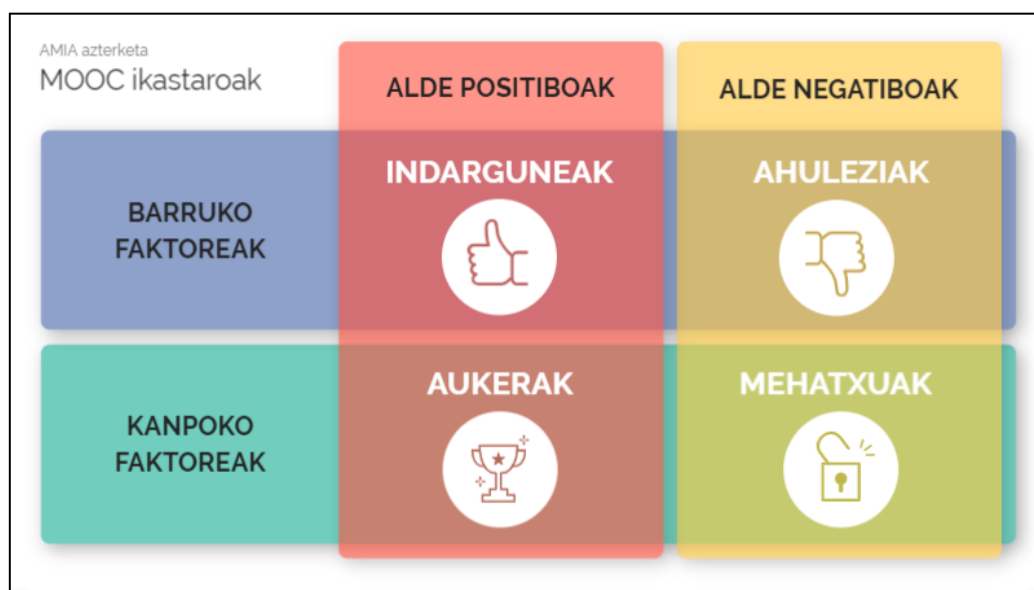 AMIA azterketa
MOOC ikastaroak
ALDE POSITIBOAK
ALDE NEGATIBOAK
BARRUKO
FAKTOREAK
INDARGUNEAK
AHULEZIAK
KANPOKO
FAKTOREAK
AUKERAK
MEHATXUAK